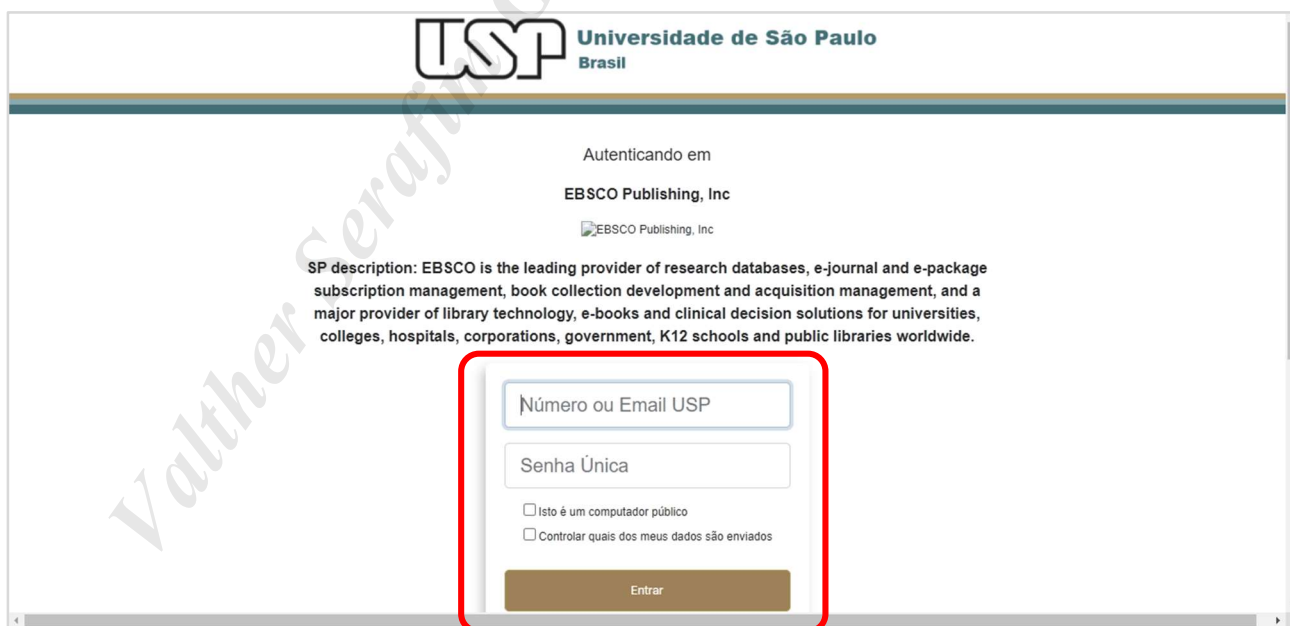 USP Universidade de São Paulo
Brasil
Autenticando em
EBSCO Publishing, Inc
EBSCO Publishing, Inc
SP description: EBSCO is the leading provider of research databases, e-journal and e-package
subscription management, book collection development and acquisition management, and a
major provider of library technology, e-books and clinical decision solutions for universities,
colleges, hospitals, corporations, government, K12 schools and public libraries worldwide.
Número ou Email USP
Senha Única
Isto é um computador público
Controlar quais dos meus dados são enviados
Entrar
Valther Serafim